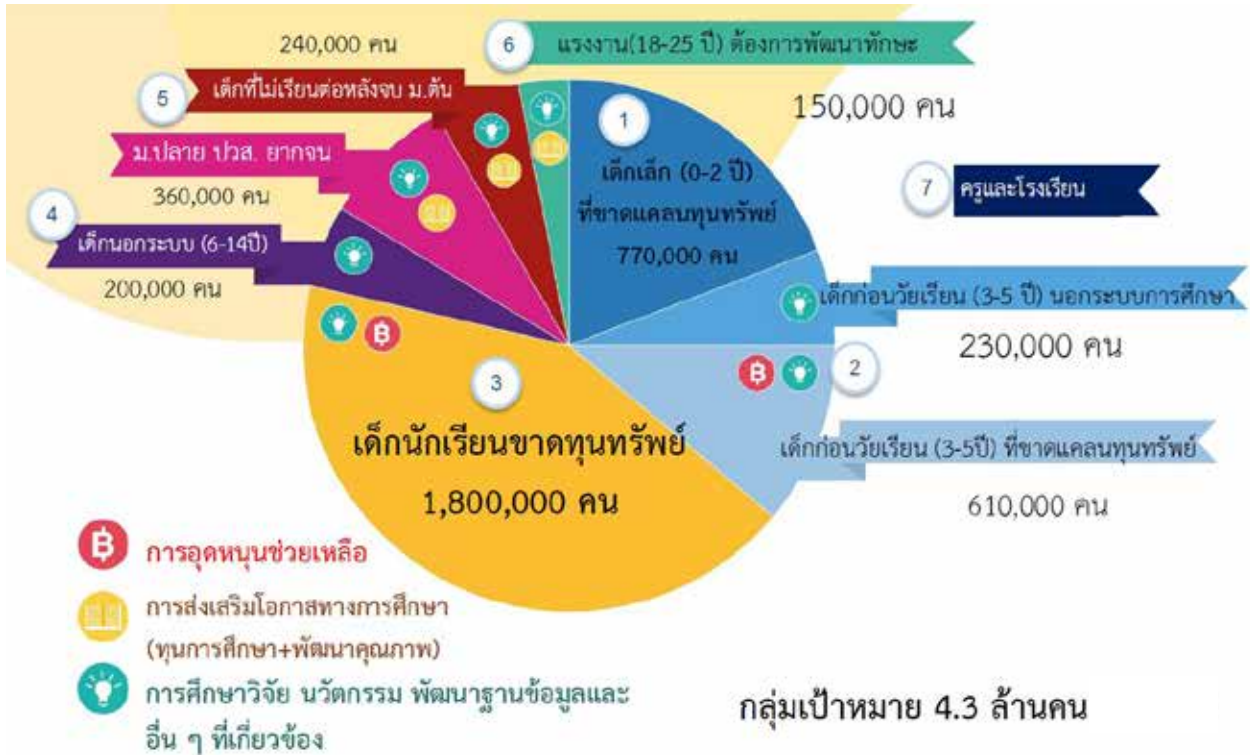 240,000 คน
6
แรงงาน(18-25 ปี) ต้องการพัฒนาทักษะ
150,000 คน
5
เด็กที่ไม่เรียนต่อหลังจบ ม.ต้น
ม.ปลาย ปวส. ยากจน
360,000 คน
4
เด็กนอกระบบ (6-14ปี)
200,000 คน
1
เด็กเล็ก (0-2 ปี)
ที่ขาดแคลนทุนทรัพย์
770,000 คน
7
ครูและโรงเรียน
เด็กก่อนวัยเรียน (3-5 ปี) นอกระบบการศึกษา
230,000 คน
2
เด็กก่อนวัยเรียน (3-5ปี) ที่ขาดแคลนทุนทรัพย์
610,000 คน
3
เด็กนักเรียนขาดทุนทรัพย์
1,800,000 คน
฿ การอุดหนุนช่วยเหลือ
การส่งเสริมโอกาสทางการศึกษา
(ทุนการศึกษา+พัฒนาคุณภาพ)
การศึกษาวิจัย นวัตกรรม พัฒนาฐานข้อมูลและ
อื่น ๆ ที่เกี่ยวข้อง
กลุ่มเป้าหมาย 4.3 ล้านคน